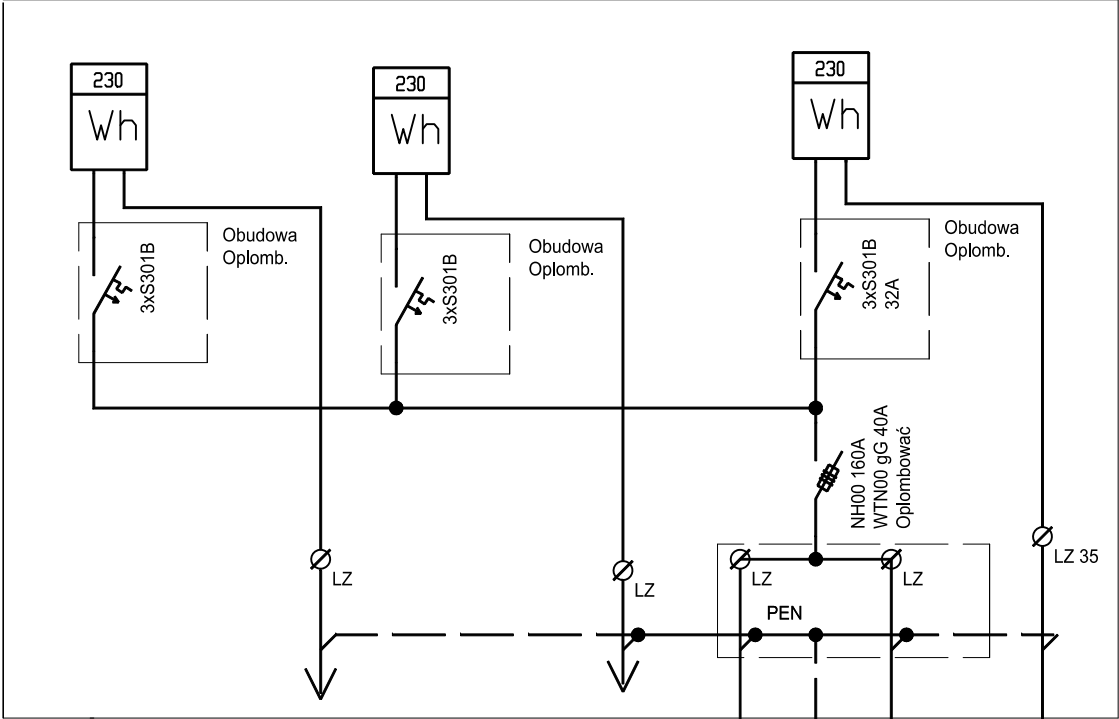 230
Wh
230
Wh
230
Wh
Obudowa
Oplomb.
3xS301B
Obudowa
Oplomb.
3xS301B
Obudowa
Oplomb.
3xS301B
32A
NH00 160A
WTN00 gG 40A
Oplombować
LZ
LZ
LZ
LZ
LZ 35
PEN